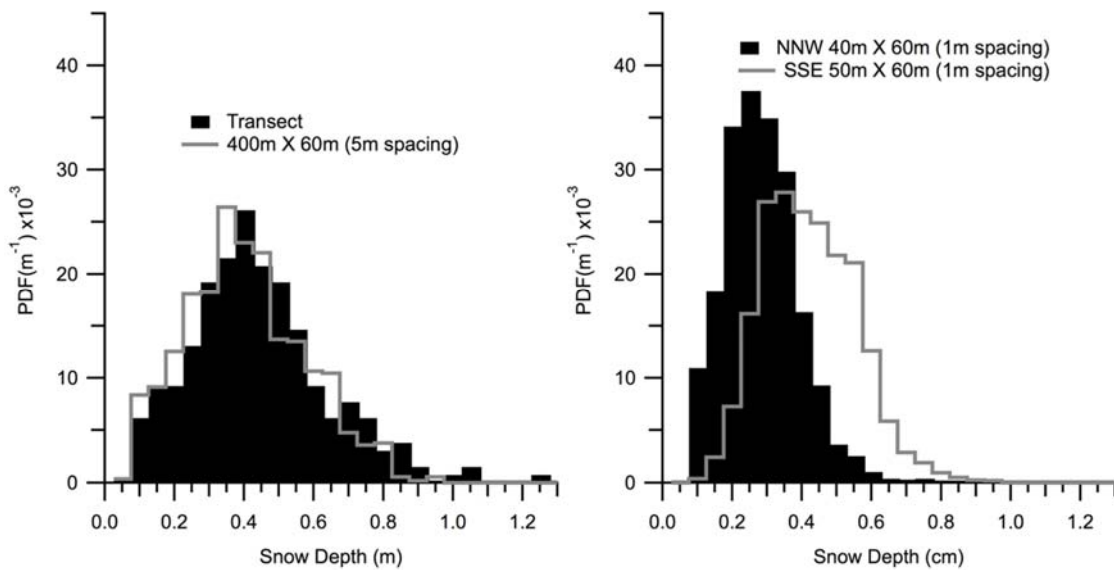 40
30
20
10
0
PDF(m⁻¹) x10⁻³
Transect
400m X 60m (5m spacing)
0.0 0.2 0.4 0.6 0.8 1.0 1.2
Snow Depth (m)
40
30
20
10
0
PDF(m⁻¹) x10⁻³
NNW 40m X 60m (1m spacing)
SSE 50m X 60m (1m spacing)
0.0 0.2 0.4 0.6 0.8 1.0 1.2
Snow Depth (cm)